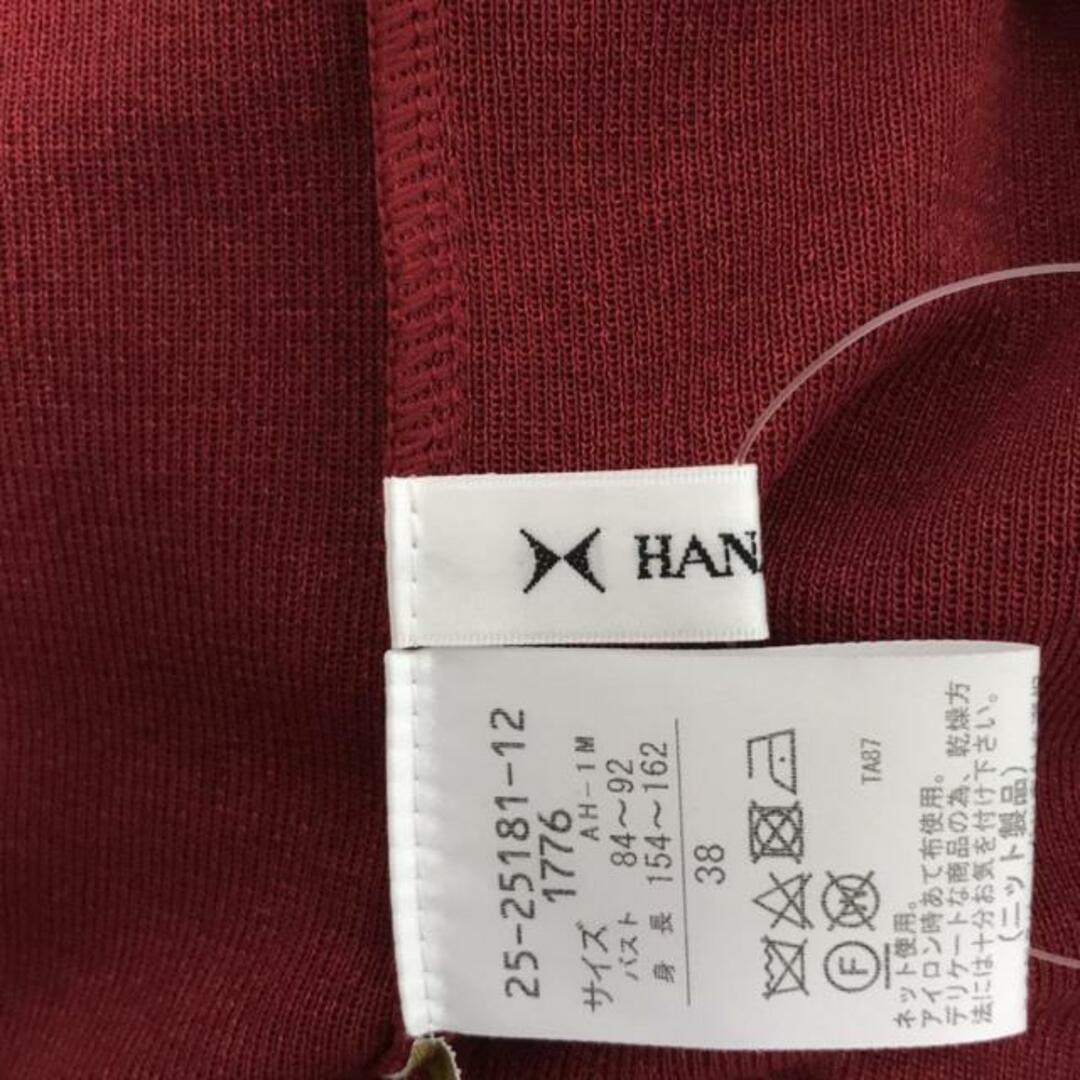 HAN
25-25181-12
1776
サイズ AH-1M
バスト 84～92
身長 154～162
38
F
W
TA87
ネット使用。
アイロン時あて布使用。
デリケートな商品の為、乾燥方
法には十分お気を付け下さい。
(ニット製品)